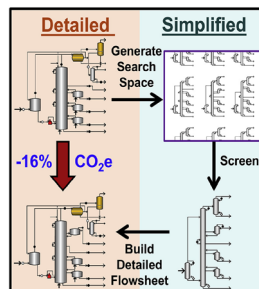 Detailed
Simplified
Generate
Search
Space
-16%
CO₂e
Screen
Build
Detailed
Flowsheet